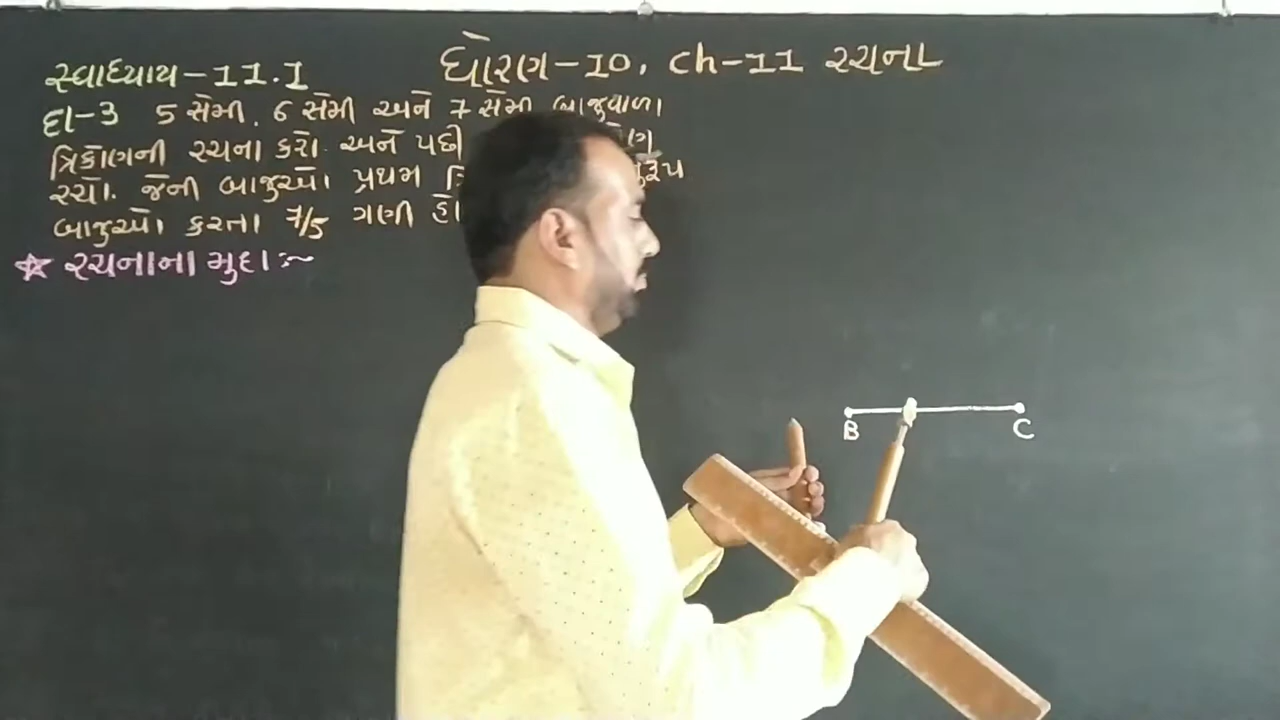 સ્વાધ્યાય-11.1
ધોરણ-10, ch-11 રચના
દા-3 5 સેમી, 6 સેમી અને 7 સેમી બાજુવાળા
ત્રિકોણની રચના કરો. અને પછી
રચો. જેની બાજુઓ પ્રથમ
બાજુઓ કરતા 7/5 ગણી
★ રચનાના મુદ્દા :~
B
C